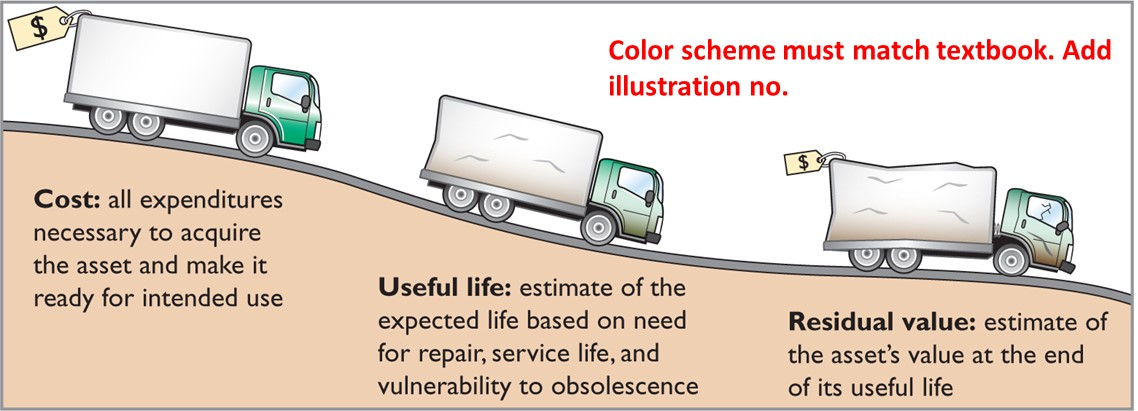 $
Color scheme must match textbook. Add
illustration no.
$
Cost: all expenditures
necessary to acquire
the asset and make it
ready for intended use
Useful life: estimate of the
expected life based on need
for repair, service life, and
vulnerability to obsolescence
Residual value: estimate of
the asset's value at the end
of its useful life